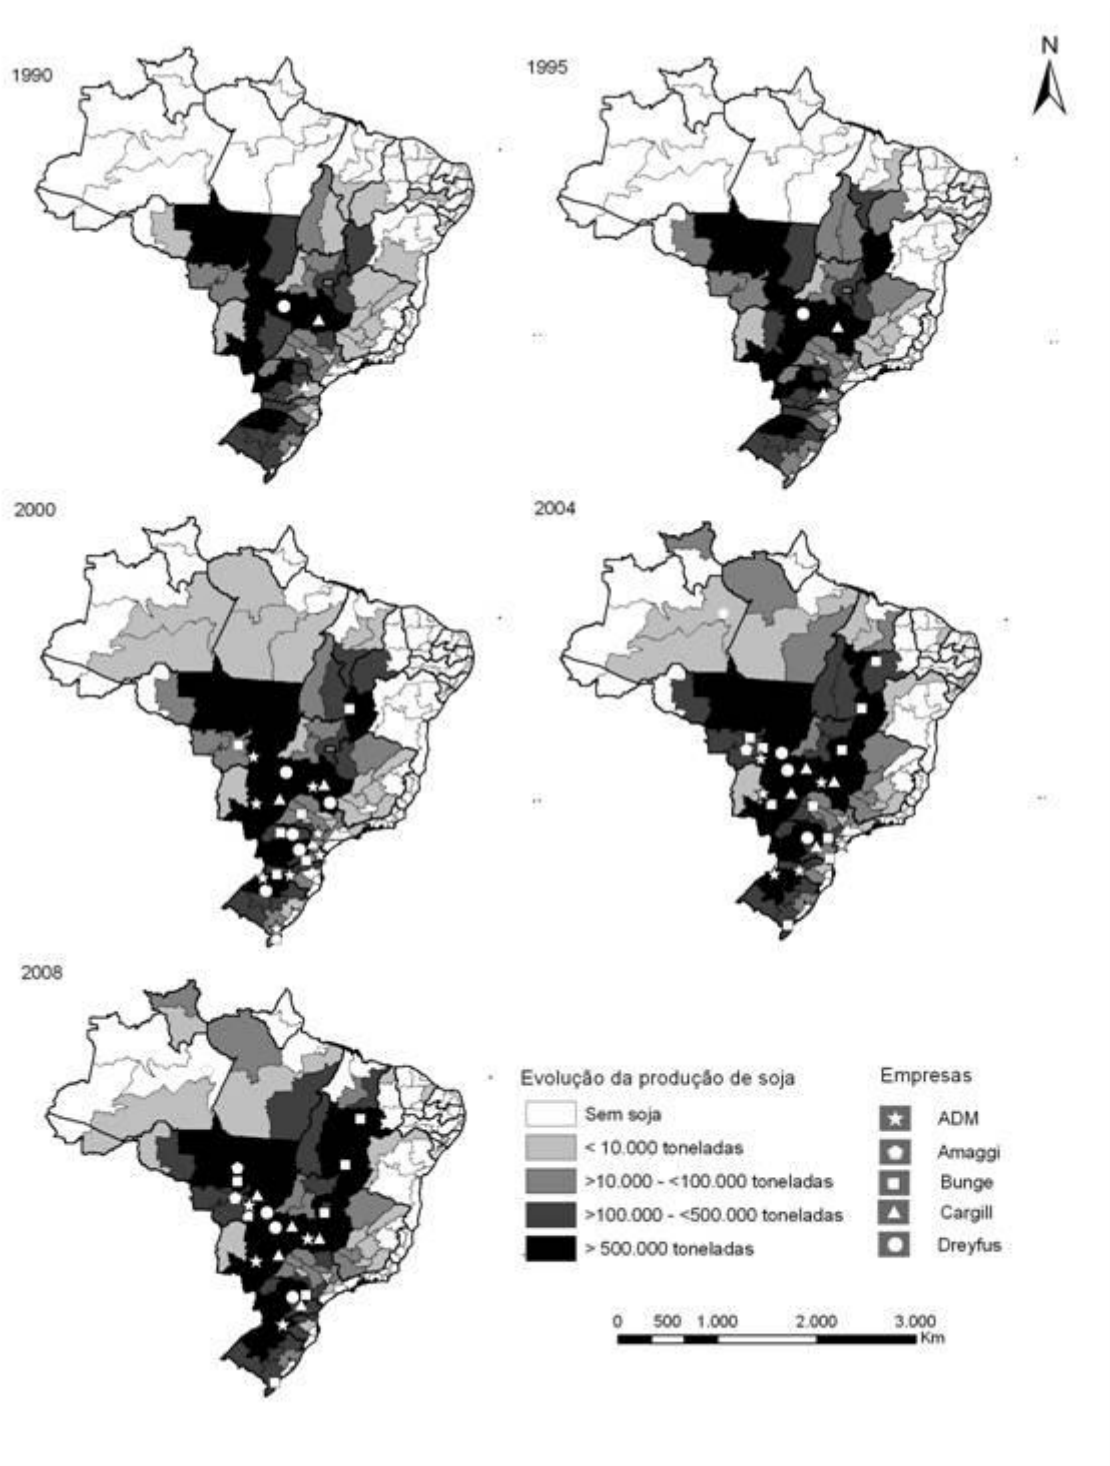 1990
1995
N
2000
2004
2008
Evolução da produção de soja
Sem soja
< 10.000 toneladas
>10.000 - <100.000 toneladas
>100.000 - <500.000 toneladas
> 500.000 toneladas
Empresas
ADM
Amaggi
Bunge
Cargill
Dreyfus
0 500 1.000 2.000 3.000
Km